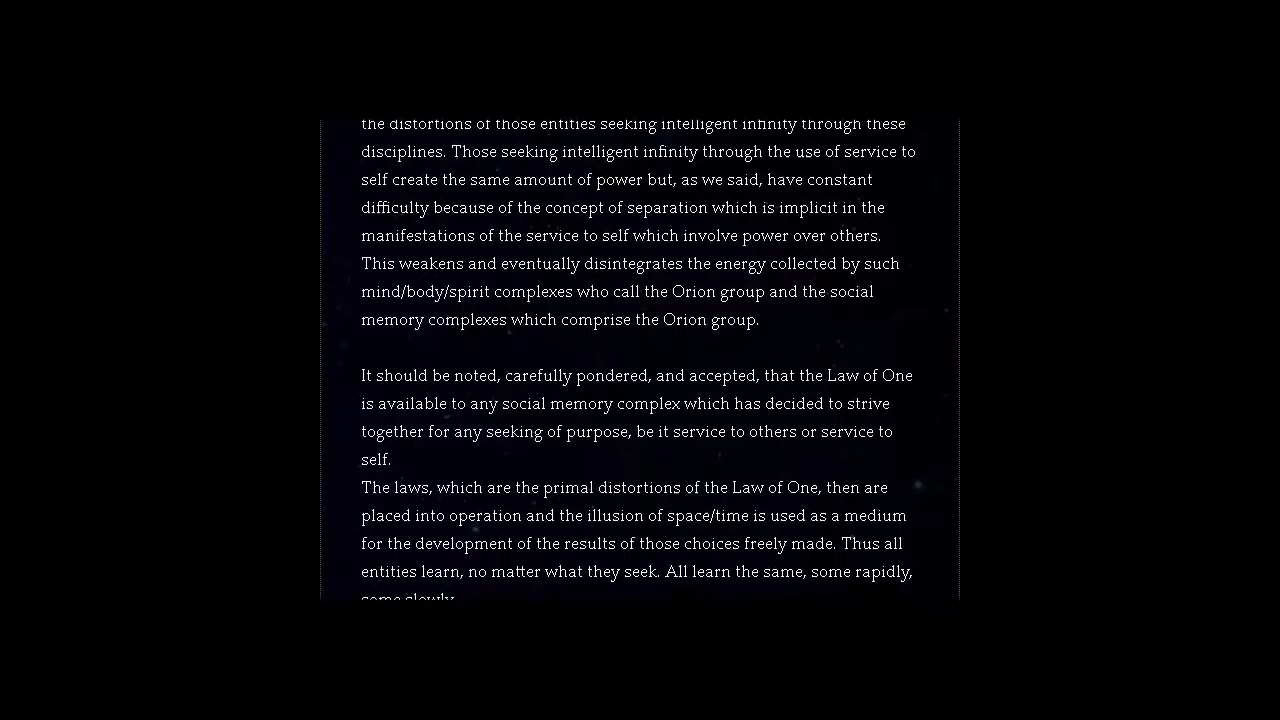 the distortions of those entities seeking intelligent infinity through these
disciplines. Those seeking intelligent infinity through the use of service to
self create the same amount of power but, as we said, have constant
difficulty because of the concept of separation which is implicit in the
manifestations of the service to self which involve power over others.
This weakens and eventually disintegrates the energy collected by such
mind/body/spirit complexes who call the Orion group and the social
memory complexes which comprise the Orion group.
It should be noted, carefully pondered, and accepted, that the Law of One
is available to any social memory complex which has decided to strive
together for any seeking of purpose, be it service to others or service to
self.
The laws, which are the primal distortions of the Law of One, then are
placed into operation and the illusion of space/time is used as a medium
for the development of the results of those choices freely made. Thus all
entities learn, no matter what they seek. All learn the same, some rapidly,
some slowly.